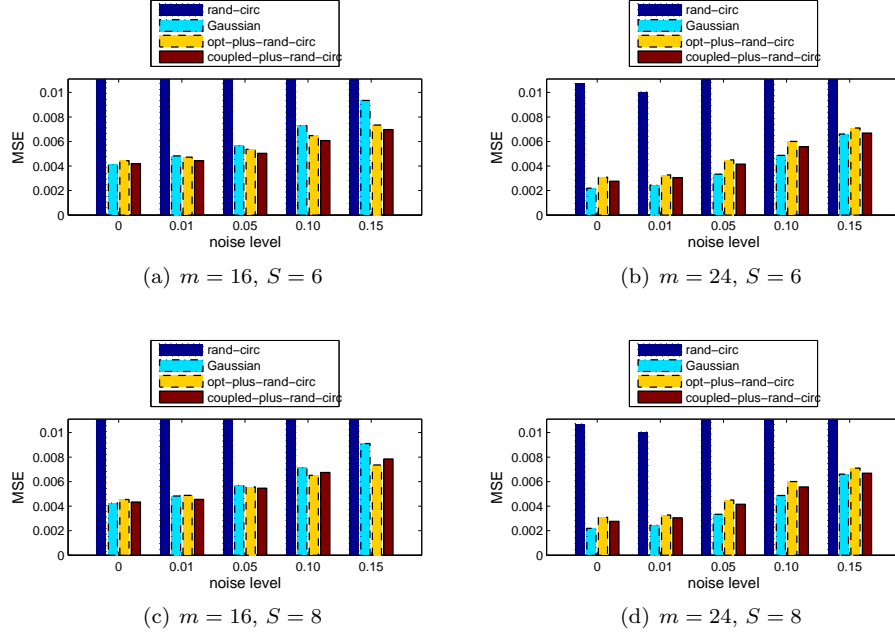 rand−circ
Gaussian
opt−plus−rand−circ
coupled−plus−rand−circ
0.01
0.008
0.006
0.004
0.002
0
MSE
0 0.01 0.05 0.10 0.15
noise level
(a) m = 16, S = 6
rand−circ
Gaussian
opt−plus−rand−circ
coupled−plus−rand−circ
0.01
0.008
0.006
0.004
0.002
0
MSE
0 0.01 0.05 0.10 0.15
noise level
(b) m = 24, S = 6
rand−circ
Gaussian
opt−plus−rand−circ
coupled−plus−rand−circ
0.01
0.008
0.006
0.004
0.002
0
MSE
0 0.01 0.05 0.10 0.15
noise level
(c) m = 16, S = 8
rand−circ
Gaussian
opt−plus−rand−circ
coupled−plus−rand−circ
0.01
0.008
0.006
0.004
0.002
0
MSE
0 0.01 0.05 0.10 0.15
noise level
(d) m = 24, S = 8